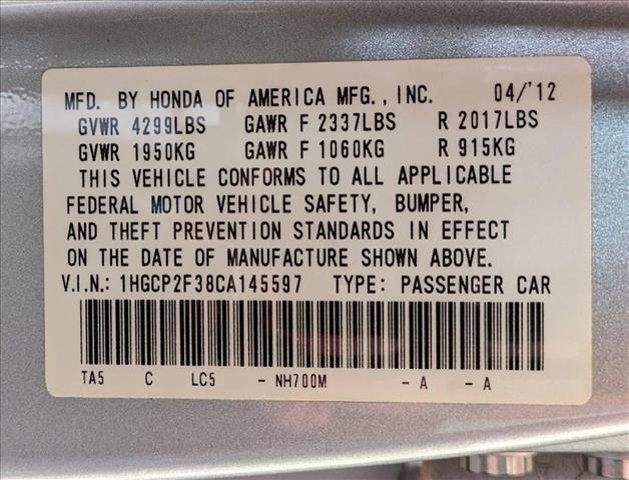 MFD. BY HONDA OF AMERICA MFG., INC. 04/'12
GVWR 4299LBS GAWR F 2337LBS R 2017LBS
GVWR 1950KG GAWR F 1060KG R 915KG
THIS VEHICLE CONFORMS TO ALL APPLICABLE
FEDERAL MOTOR VEHICLE SAFETY, BUMPER,
AND THEFT PREVENTION STANDARDS IN EFFECT
ON THE DATE OF MANUFACTURE SHOWN ABOVE.
V.I.N.: 1HGCP2F38CA145597 TYPE: PASSENGER CAR
TA5 C LC5 - NH700M - A - A